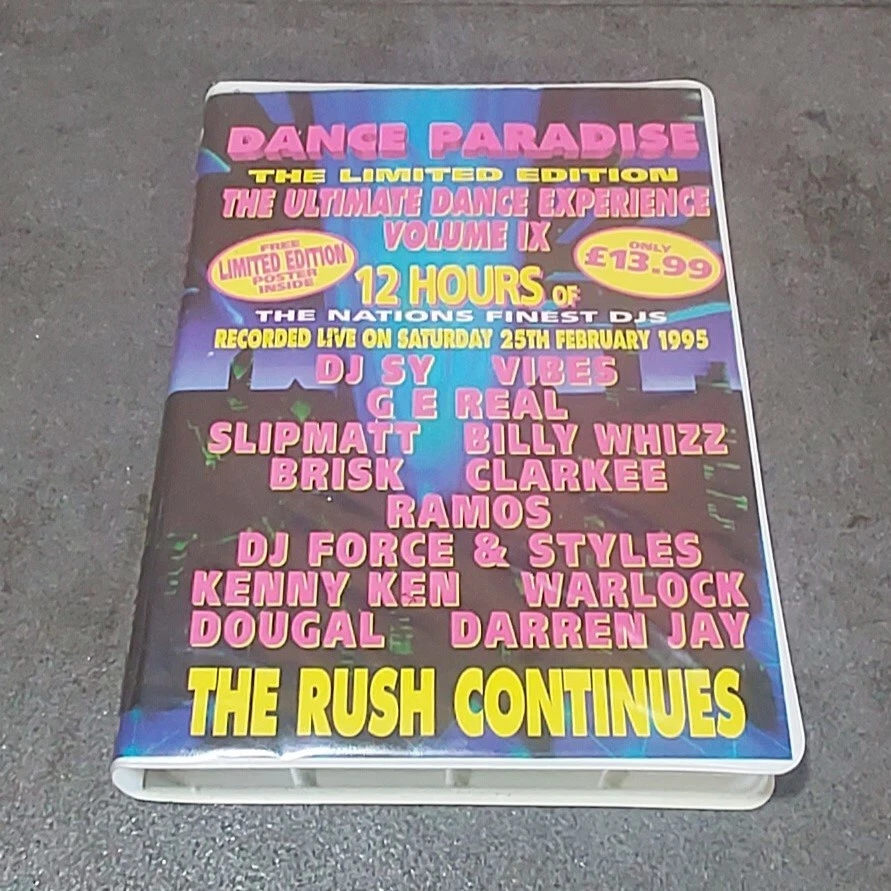 DANCE PARADISE
THE LIMITED EDITION
THE ULTIMATE DANCE EXPERIENCE
VOLUME IX
FREE
LIMITED EDITION
POSTER
INSIDE
ONLY
£13.99
12 HOURS OF
THE NATIONS FINEST DJS
RECORDED LIVE ON SATURDAY 25TH FEBRUARY 1995
DJ SY VIBES
G E REAL
SLIPMATT BILLY WHIZZ
BRISK CLARKEE
RAMOS
DJ FORCE & STYLES
KENNY KEN WARLOCK
DOUGAL DARREN JAY
THE RUSH CONTINUES